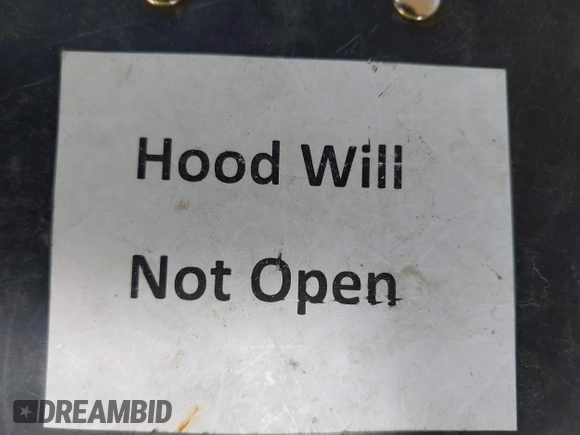 Hood Will
Not Open
DREAMBID